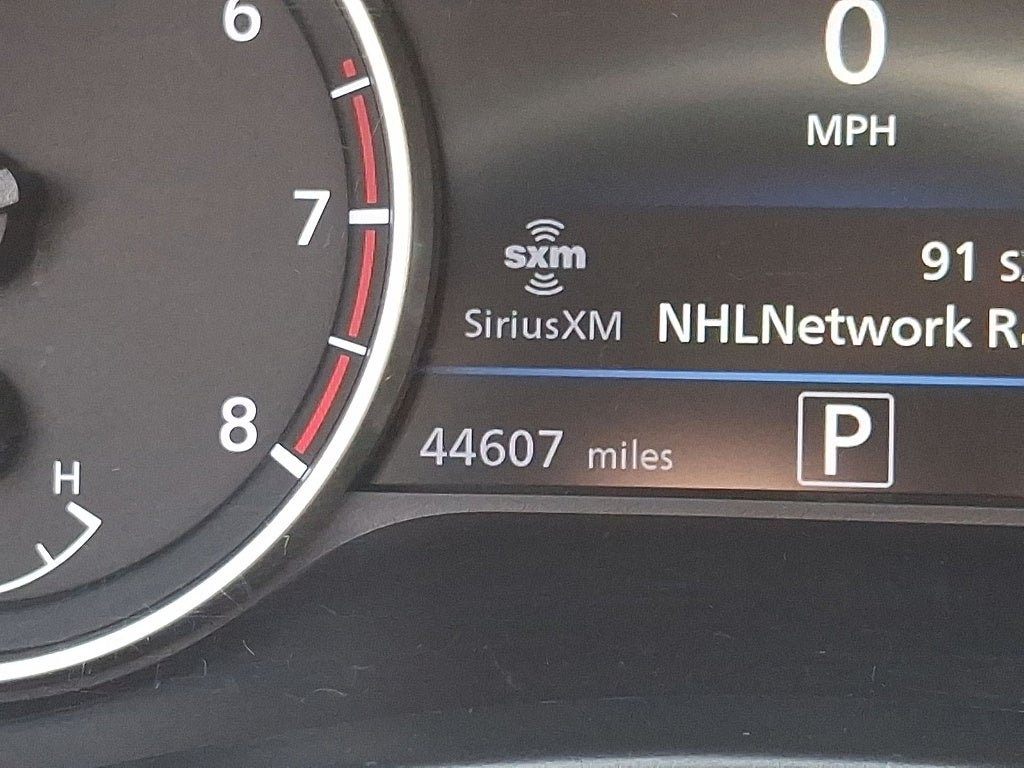 6
0
MPH
7
sxm
91
SiriusXM NHLNetwork
8
44607 miles P
H